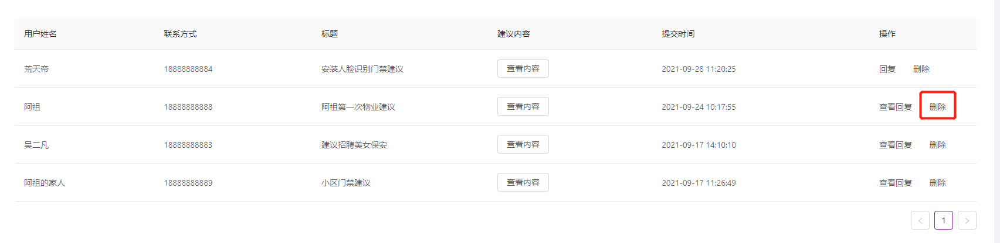 用户姓名 联系方式 标题 建议内容 提交时间 操作
荒天帝 18888888884 安装人脸识别门禁建议 查看内容 2021-09-28 11:20:25 回复 删除
阿祖 18888888888 阿祖第一次物业建议 查看内容 2021-09-24 10:17:55 查看回复 删除
吴二凡 18888888883 建议招聘美女保安 查看内容 2021-09-17 14:10:10 查看回复 删除
阿祖的家人 18888888889 小区门禁建议 查看内容 2021-09-17 11:26:49 查看回复 删除
< 1 >